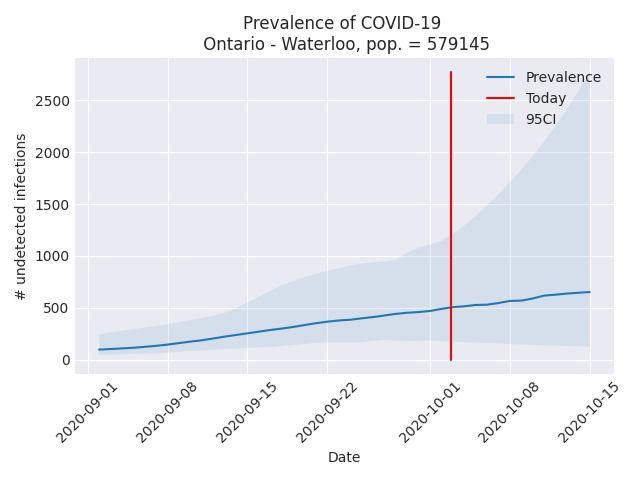 Prevalence of COVID-19
Ontario - Waterloo, pop. = 579145
Prevalence
Today
95CI
# undetected infections
2500
2000
1500
1000
500
0
2020-09-01
2020-09-08
2020-09-15
2020-09-22
2020-10-01
2020-10-08
2020-10-15
Date